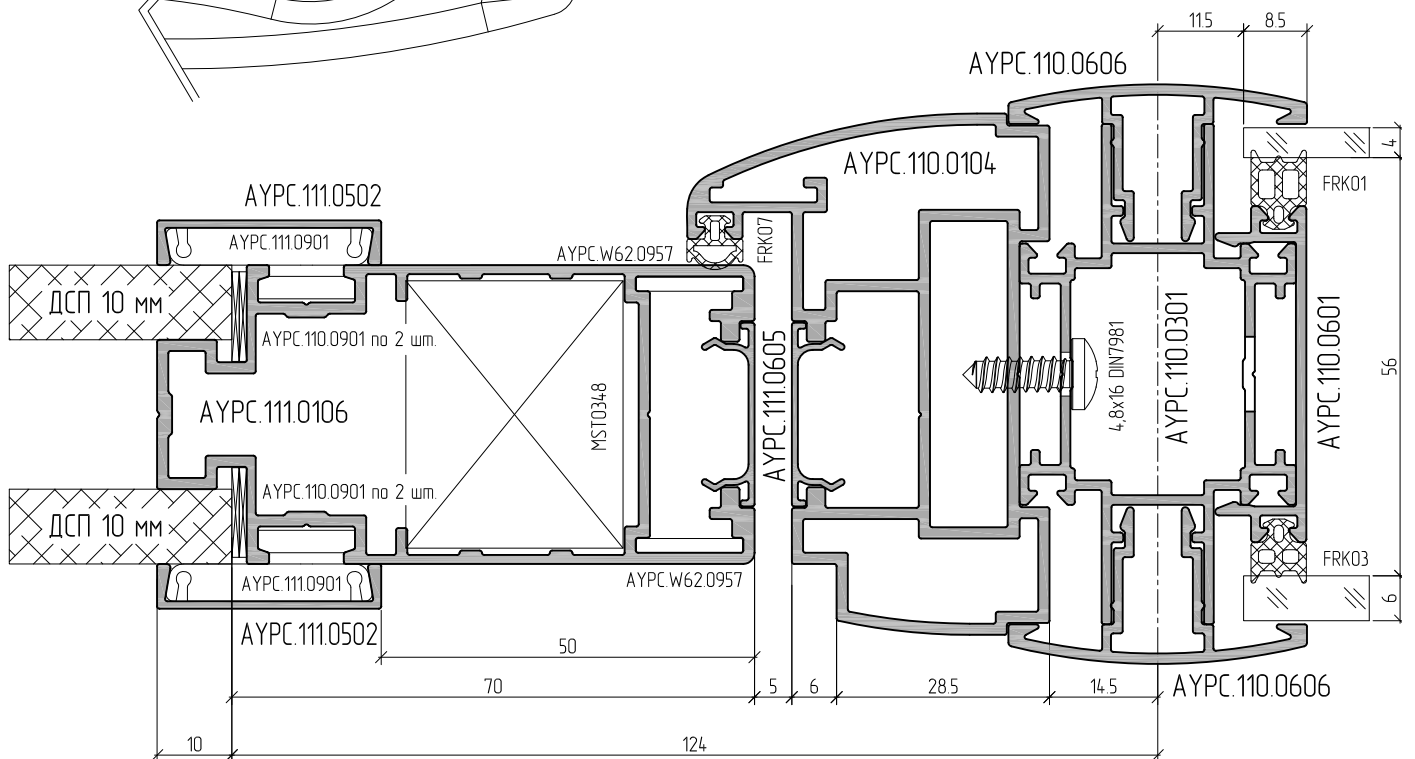 11.5
8.5
AYPC.110.0606
4
AYPC.110.0104
FRK01
AYPC.111.0502
AYPC.111.0901
AYPC.W62.0957
FRK07
ДСП 10 мм
AYPC.110.0901 по 2 шт.
AYPC.111.0106
MST0348
AYPC.111.0605
4,8x16 DIN7981
AYPC.110.0301
AYPC.110.0601
56
AYPC.110.0901 по 2 шт.
ДСП 10 мм
FRK03
AYPC.111.0901
AYPC.W62.0957
6
AYPC.111.0502
50
70
5
6
28.5
14.5
AYPC.110.0606
10
124